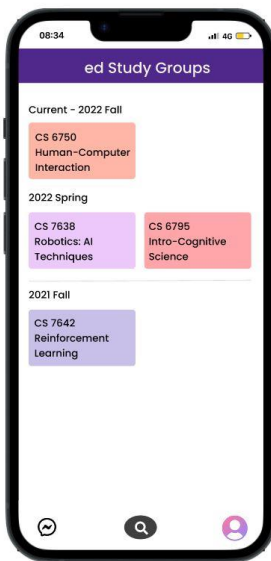 08:34
4G
ed Study Groups
Current - 2022 Fall
CS 6750
Human-Computer
Interaction
2022 Spring
CS 7638
Robotics: AI
Techniques
CS 6795
Intro-Cognitive
Science
2021 Fall
CS 7642
Reinforcement
Learning